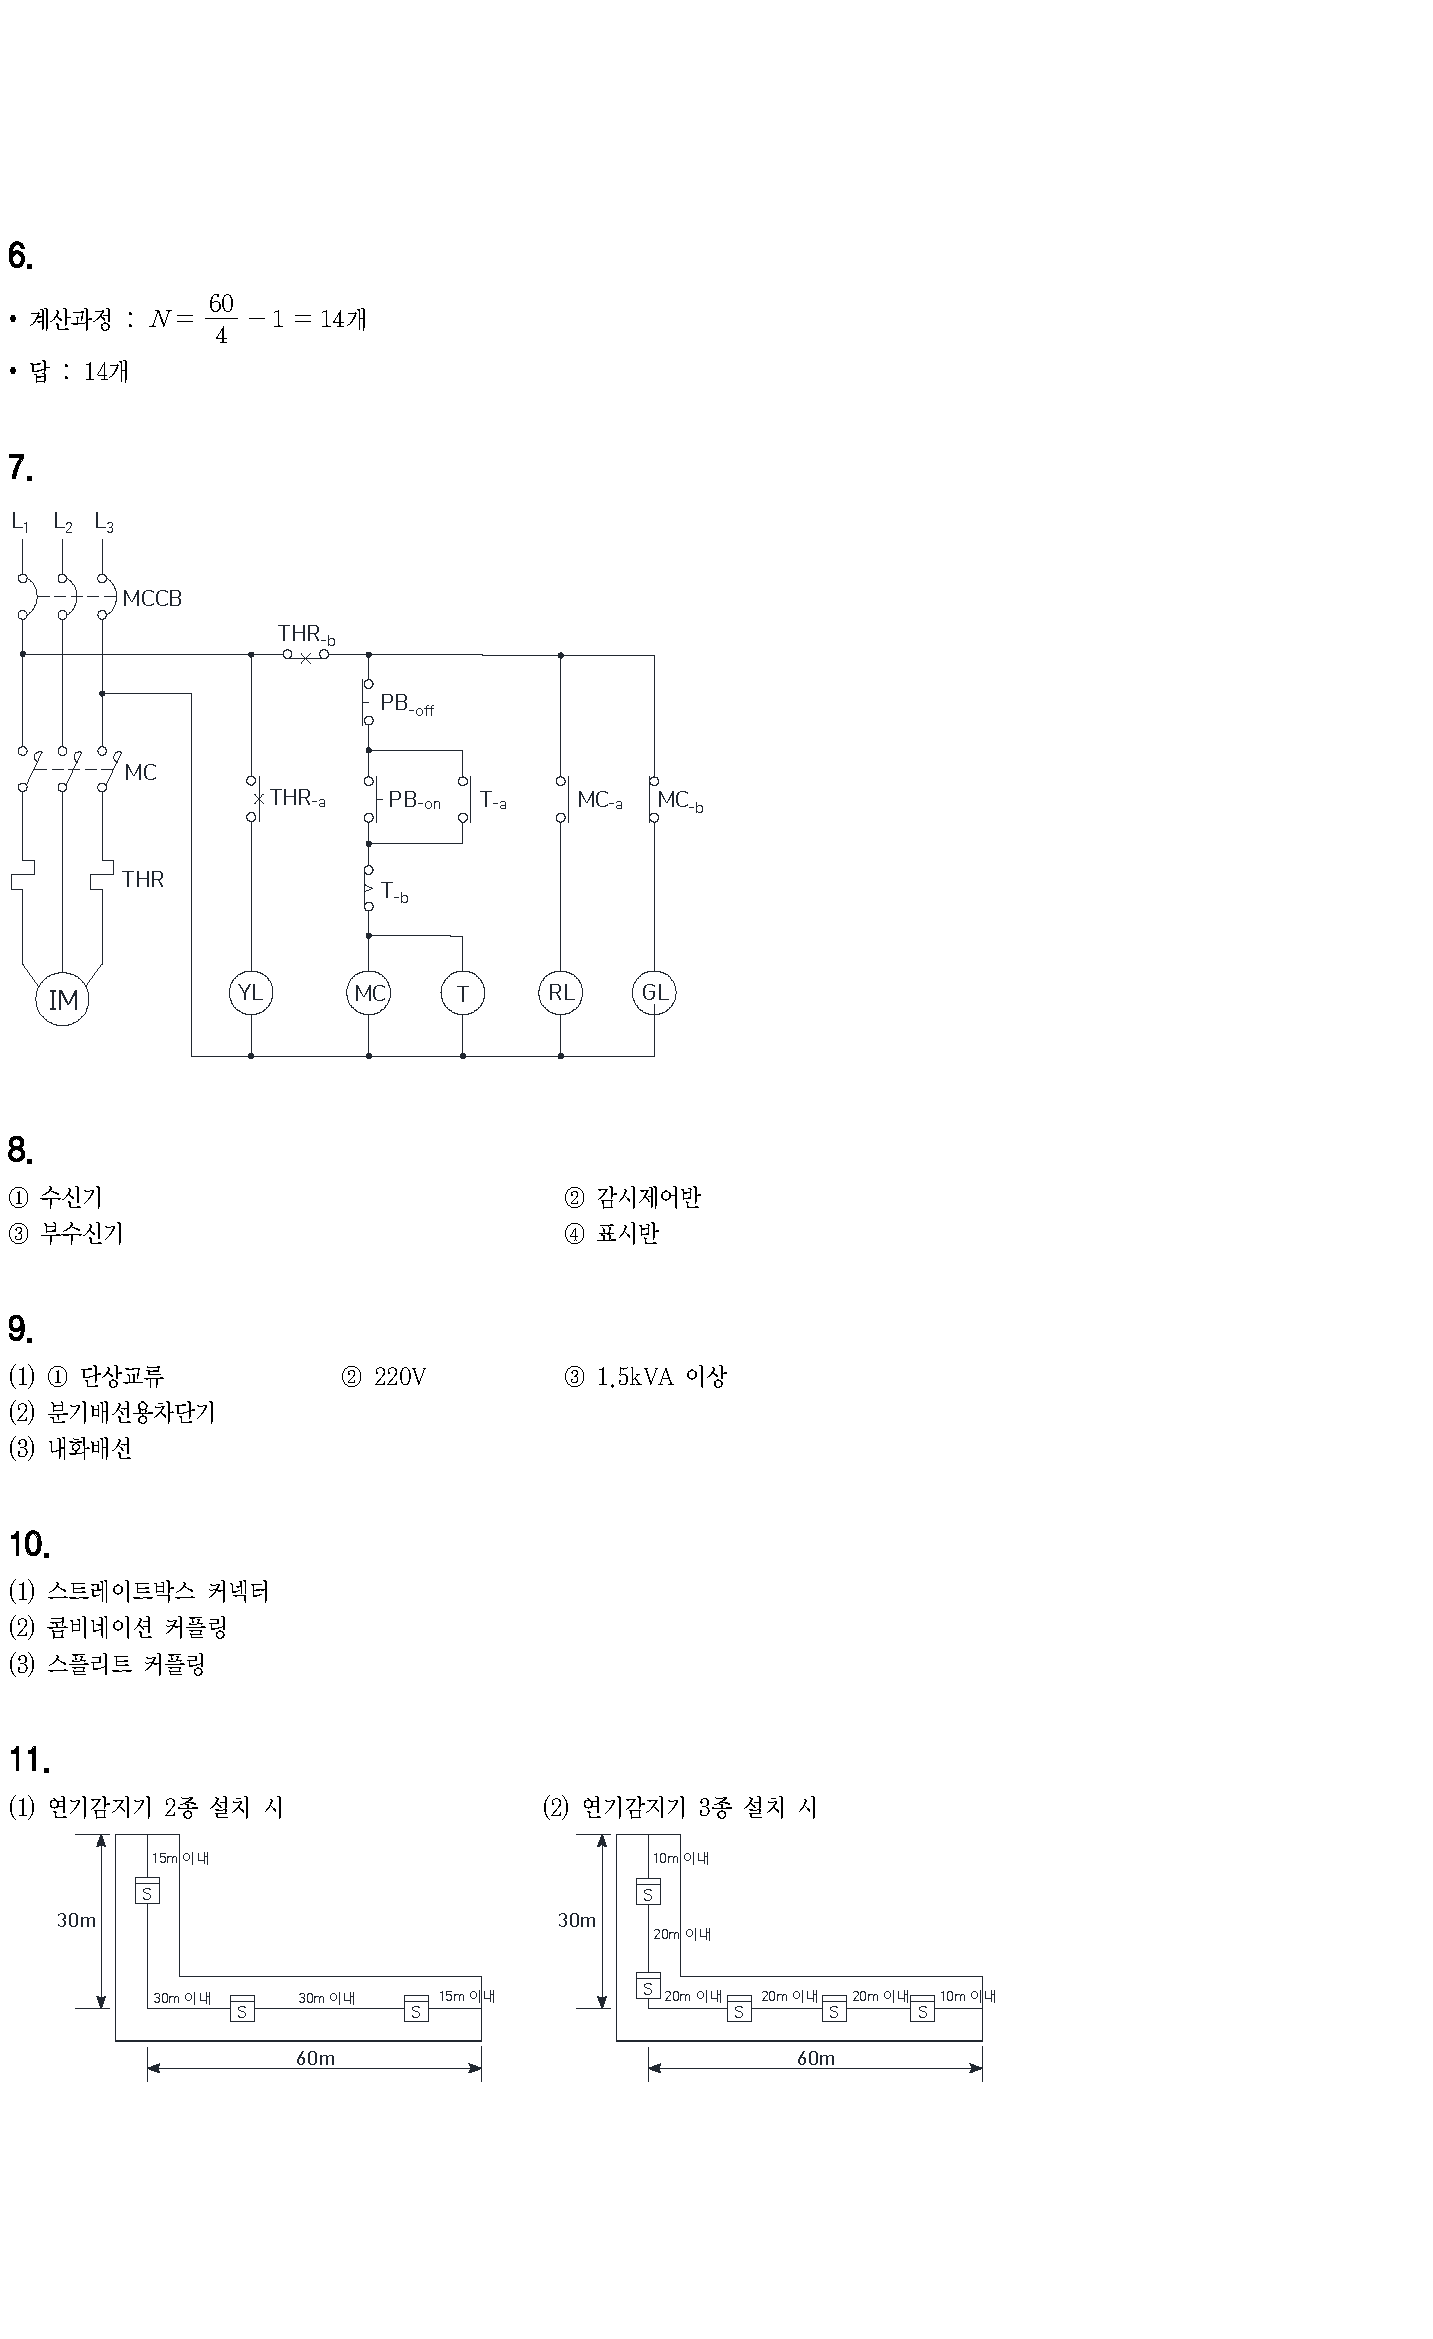 6.
• 계산과정 : N = 60/4 - 1 = 14개
• 답 : 14개
7.
L1 L2 L3
MCCB
THR-b
PB-off
MC
THR-a
PB-on
T-a
MC-a
MC-b
THR
T-b
IM
YL
MC
T
RL
GL
8.
① 수신기 ② 감시제어반
③ 부수신기 ④ 표시반
9.
(1) ① 단상교류 ② 220V ③ 1.5kVA 이상
(2) 분기배선용차단기
(3) 내화배선
10.
(1) 스트레이트박스 커넥터
(2) 콤비네이션 커플링
(3) 스플리트 커플링
11.
(1) 연기감지기 2종 설치 시
15m 이내
S
30m
30m 이내 S 30m 이내 S 15m 이내
60m
(2) 연기감지기 3종 설치 시
10m 이내
S
30m
20m 이내
S
20m 이내 S 20m 이내 S 20m 이내 S 10m 이내
60m